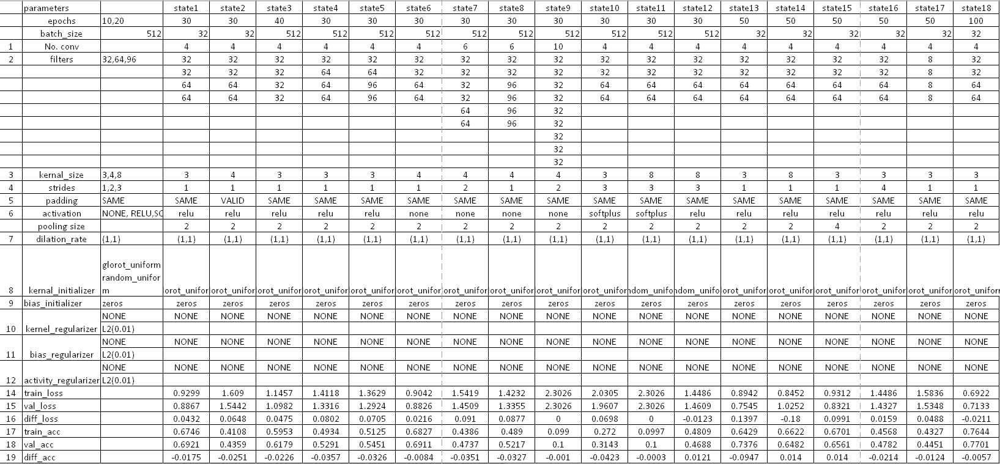 parameters state1 state2 state3 state4 state5 state6 state7 state8 state9 state10 state11 state12 state13 state14 state15 state16 state17 state18
epochs 10,20 30 30 40 30 30 30 30 30 30 30 30 30 50 50 50 50 50 100
batch_size 512 32 32 512 512 512 512 512 512 512 512 512 512 32 32 32 32 32 32
1 No. conv 4 4 4 4 4 4 6 6 10 4 4 4 4 4 4 4 4 4
2 filters 32,64,96 32 32 32 32 32 32 32 32 32 32 32 32 32 32 32 32 8 32
32 32 32 64 64 32 32 32 32 32 32 32 32 32 32 32 8 32
64 64 32 64 96 64 32 96 32 64 64 64 64 64 64 64 8 64
64 64 32 64 96 64 32 96 32 64 64 64 64 64 64 64 8 64
64 96 32
64 96 32
32
32
32
3 kernal_size 3,4,8 3 4 3 3 3 4 4 4 4 3 8 8 3 8 3 3 3 3
4 strides 1,2,3 1 1 1 1 1 1 2 1 2 3 3 3 1 1 1 4 1 1
5 padding SAME SAME VALID SAME SAME SAME SAME SAME SAME SAME SAME SAME SAME SAME SAME SAME SAME SAME SAME
6 activation NONE, RELU,SC relu relu relu relu relu none none none none softplus softplus relu relu relu relu relu relu relu
pooling size 2 2 2 2 2 2 2 2 2 2 2 2 2 2 4 2 2 2
7 dilation_rate (1,1) (1,1) (1,1) (1,1) (1,1) (1,1) (1,1) (1,1) (1,1) (1,1) (1,1) (1,1) (1,1) (1,1) (1,1) (1,1) (1,1) (1,1) (1,1)
glorot_uniform
random_unifor
8 kernal_initializer m orot_unifor orot_unifor orot_unifor orot_unifor orot_unifor orot_unifor orot_unifor orot_unifor orot_unifor orot_unifor ndom_unifo ndom_unifo orot_unifor orot_unifor orot_unifor orot_unifor orot_unifor orot_unifor
9 bias_initializer zeros zeros zeros zeros zeros zeros zeros zeros zeros zeros zeros zeros zeros zeros zeros zeros zeros zeros zeros
NONE NONE NONE NONE NONE NONE NONE NONE NONE NONE NONE NONE NONE NONE NONE NONE NONE NONE NONE
10 kernel_regularizer L2(0.01)
NONE NONE NONE NONE NONE NONE NONE NONE NONE NONE NONE NONE NONE NONE NONE NONE NONE NONE NONE
11 bias_regularizer L2(0.01)
NONE NONE NONE NONE NONE NONE NONE NONE NONE NONE NONE NONE NONE NONE NONE NONE NONE NONE NONE
12 activity_regularizer L2(0.01)
14 train_loss 0.9299 1.609 1.1457 1.4118 1.3629 0.9042 1.5419 1.4232 2.3026 2.0305 2.3026 1.4486 0.8942 0.8452 0.9312 1.4486 1.5836 0.6922
15 val_loss 0.8867 1.5442 1.0982 1.3316 1.2924 0.8826 1.4509 1.3355 2.3026 1.9607 2.3026 1.4609 0.7545 1.0252 0.8321 1.4327 1.5348 0.7133
16 diff_loss 0.0432 0.0648 0.0475 0.0802 0.0705 0.0216 0.091 0.0877 0 0.0698 0 -0.0123 0.1397 -0.18 0.0991 0.0159 0.0488 -0.0211
17 train_acc 0.6746 0.4108 0.5953 0.4934 0.5125 0.6827 0.4386 0.489 0.099 0.272 0.0997 0.4809 0.6429 0.6622 0.6701 0.4568 0.4327 0.7644
18 val_acc 0.6921 0.4359 0.6179 0.5291 0.5451 0.6911 0.4737 0.5217 0.1 0.3143 0.1 0.4688 0.7376 0.6482 0.6561 0.4782 0.4451 0.7701
19 diff_acc -0.0175 -0.0251 -0.0226 -0.0357 -0.0326 -0.0084 -0.0351 -0.0327 -0.001 -0.0423 -0.0003 0.0121 -0.0947 0.014 0.014 -0.0214 -0.0124 -0.0057